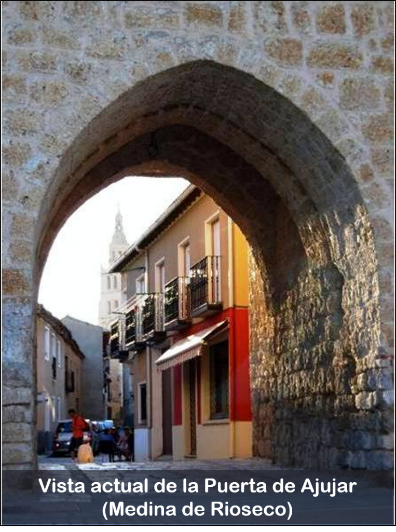 Vista actual de la Puerta de Ajujar
(Medina de Rioseco)